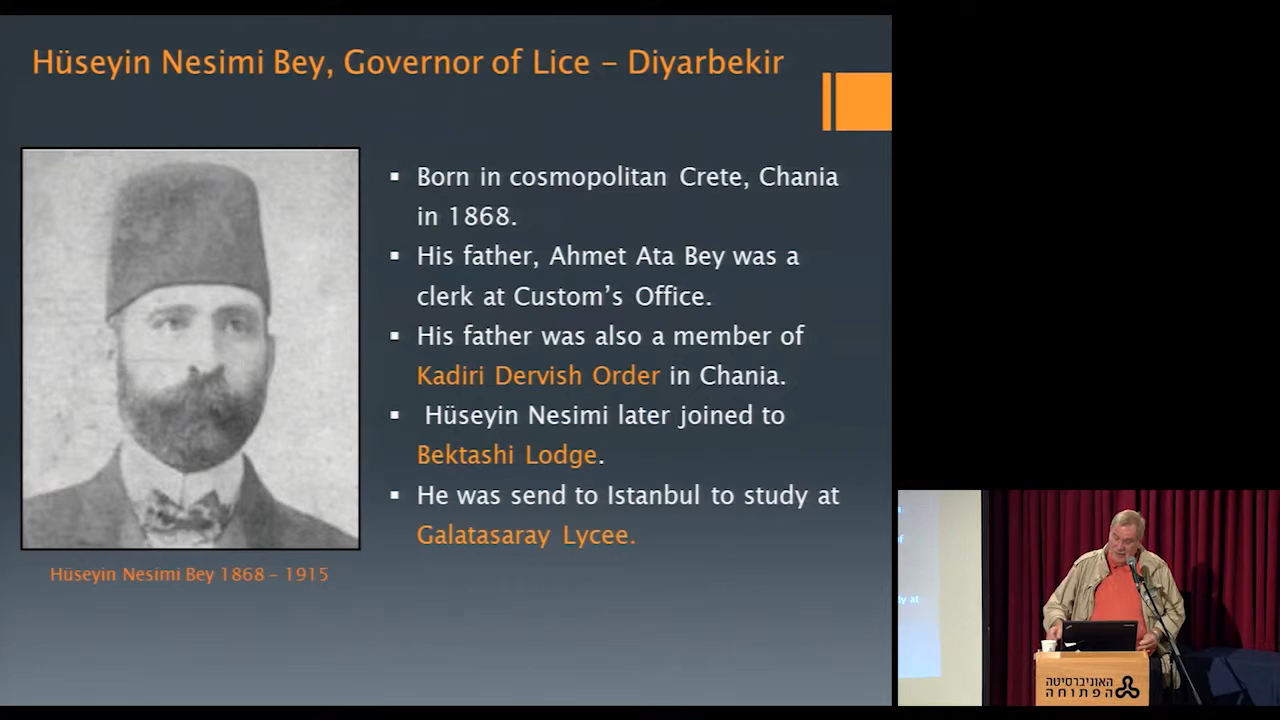 Hüseyin Nesimi Bey, Governor of Lice – Diyarbekir
▪ Born in cosmopolitan Crete, Chania
in 1868.
▪ His father, Ahmet Ata Bey was a
clerk at Custom’s Office.
▪ His father was also a member of
Kadiri Dervish Order in Chania.
▪ Hüseyin Nesimi later joined to
Bektashi Lodge.
▪ He was send to Istanbul to study at
Galatasaray Lycee.
Hüseyin Nesimi Bey 1868 – 1915
at
האוניברסיטה
הפתוחה